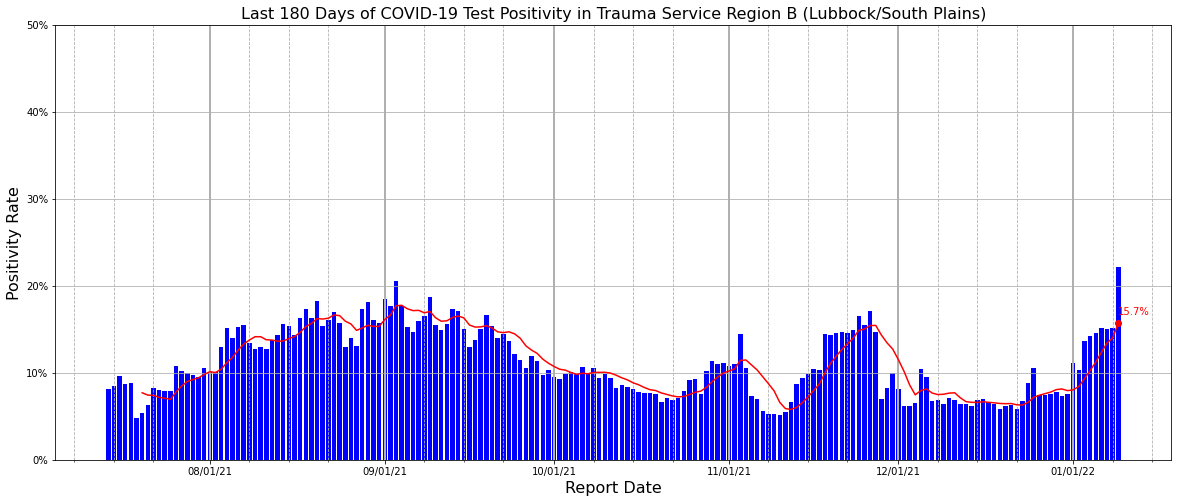 Last 180 Days of COVID-19 Test Positivity in Trauma Service Region B (Lubbock/South Plains)
50%
40%
30%
20%
10%
0%
Positivity Rate
15.7%
08/01/21 09/01/21 10/01/21 11/01/21 12/01/21 01/01/22
Report Date